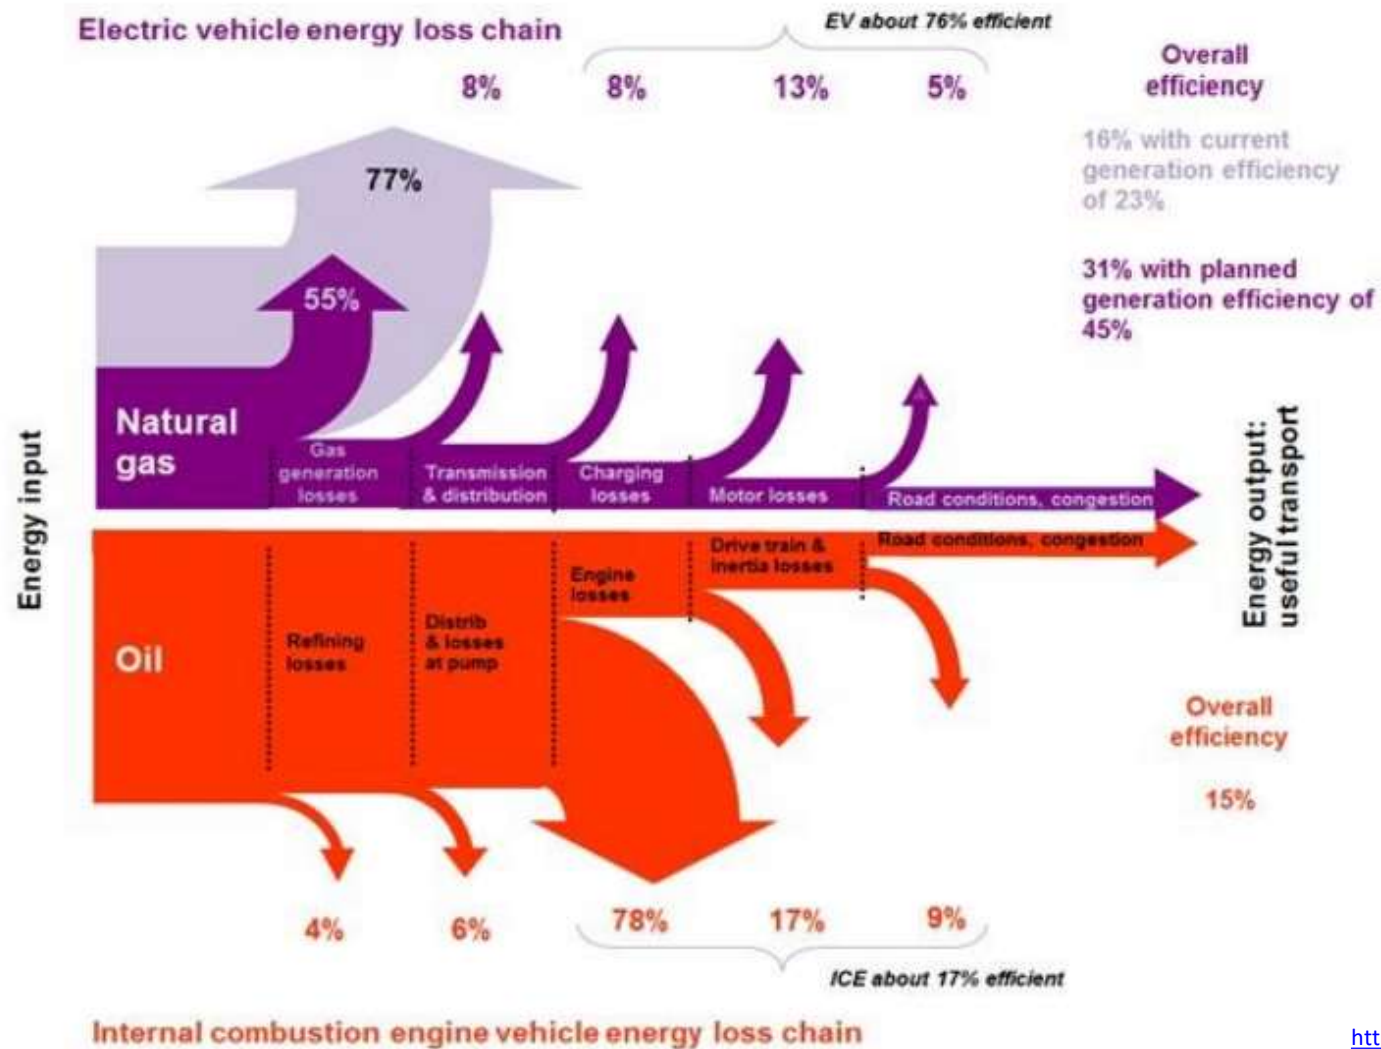 Electric vehicle energy loss chain
EV about 76% efficient
8%
8%
13%
5%
Overall
efficiency
16% with current
generation efficiency
of 23%
31% with planned
generation efficiency of
45%
77%
55%
Natural
gas
Gas
generation
losses
Transmission
& distribution
Charging
losses
Motor losses
Road conditions, congestion
Energy input
Energy output:
useful transport
Oil
Refining
losses
Distrib
& losses
at pump
Engine
losses
Drive train &
inertia losses
Road conditions, congestion
Overall
efficiency
15%
4%
6%
78%
17%
9%
ICE about 17% efficient
Internal combustion engine vehicle energy loss chain
htt